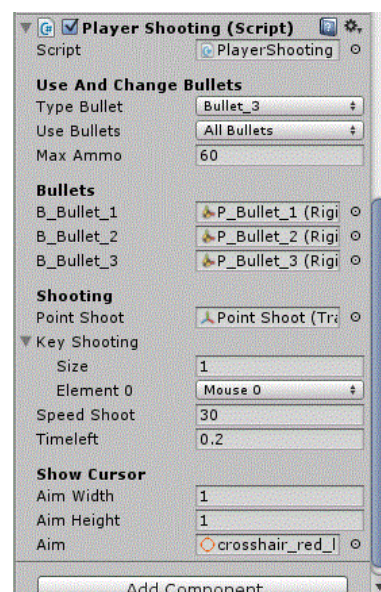 Player Shooting (Script)
Script PlayerShooting
Use And Change Bullets
Type Bullet Bullet_3
Use Bullets All Bullets
Max Ammo 60
Bullets
B_Bullet_1 P_Bullet_1 (Rigi
B_Bullet_2 P_Bullet_2 (Rigi
B_Bullet_3 P_Bullet_3 (Rigi
Shooting
Point Shoot Point Shoot (Tra
Key Shooting
Size 1
Element 0 Mouse 0
Speed Shoot 30
Timeleft 0.2
Show Cursor
Aim Width 1
Aim Height 1
Aim crosshair_red_l
Add Component